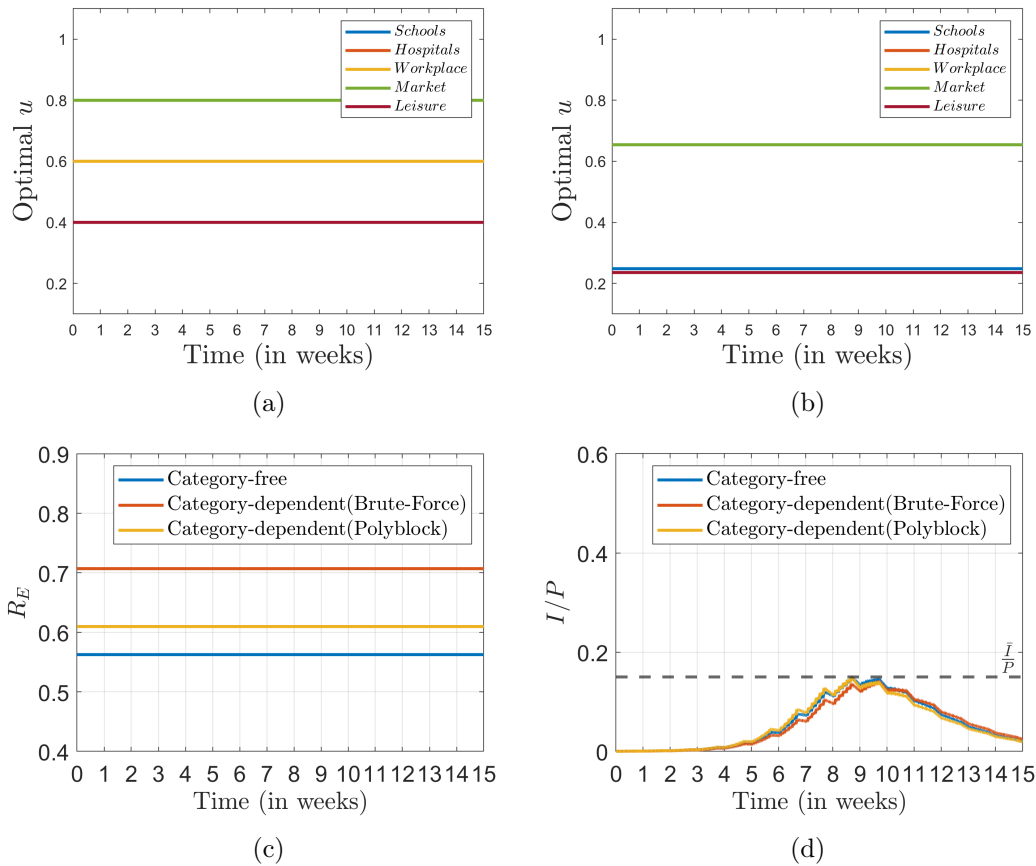 Optimal u
1
0.8
0.6
0.4
0.2
Schools
Hospitals
Workplace
Market
Leisure
0 1 2 3 4 5 6 7 8 9 10 11 12 13 14 15
Time (in weeks)
(a)
Optimal u
1
0.8
0.6
0.4
0.2
Schools
Hospitals
Workplace
Market
Leisure
0 1 2 3 4 5 6 7 8 9 10 11 12 13 14 15
Time (in weeks)
(b)
R_E
0.9
0.8
0.7
0.6
0.5
0.4
Category-free
Category-dependent(Brute-Force)
Category-dependent(Polyblock)
0 1 2 3 4 5 6 7 8 9 10 11 12 13 14 15
Time (in weeks)
(c)
I/P
0.6
0.4
0.2
0
Category-free
Category-dependent(Brute-Force)
Category-dependent(Polyblock)
Ī/P
0 1 2 3 4 5 6 7 8 9 10 11 12 13 14 15
Time (in weeks)
(d)